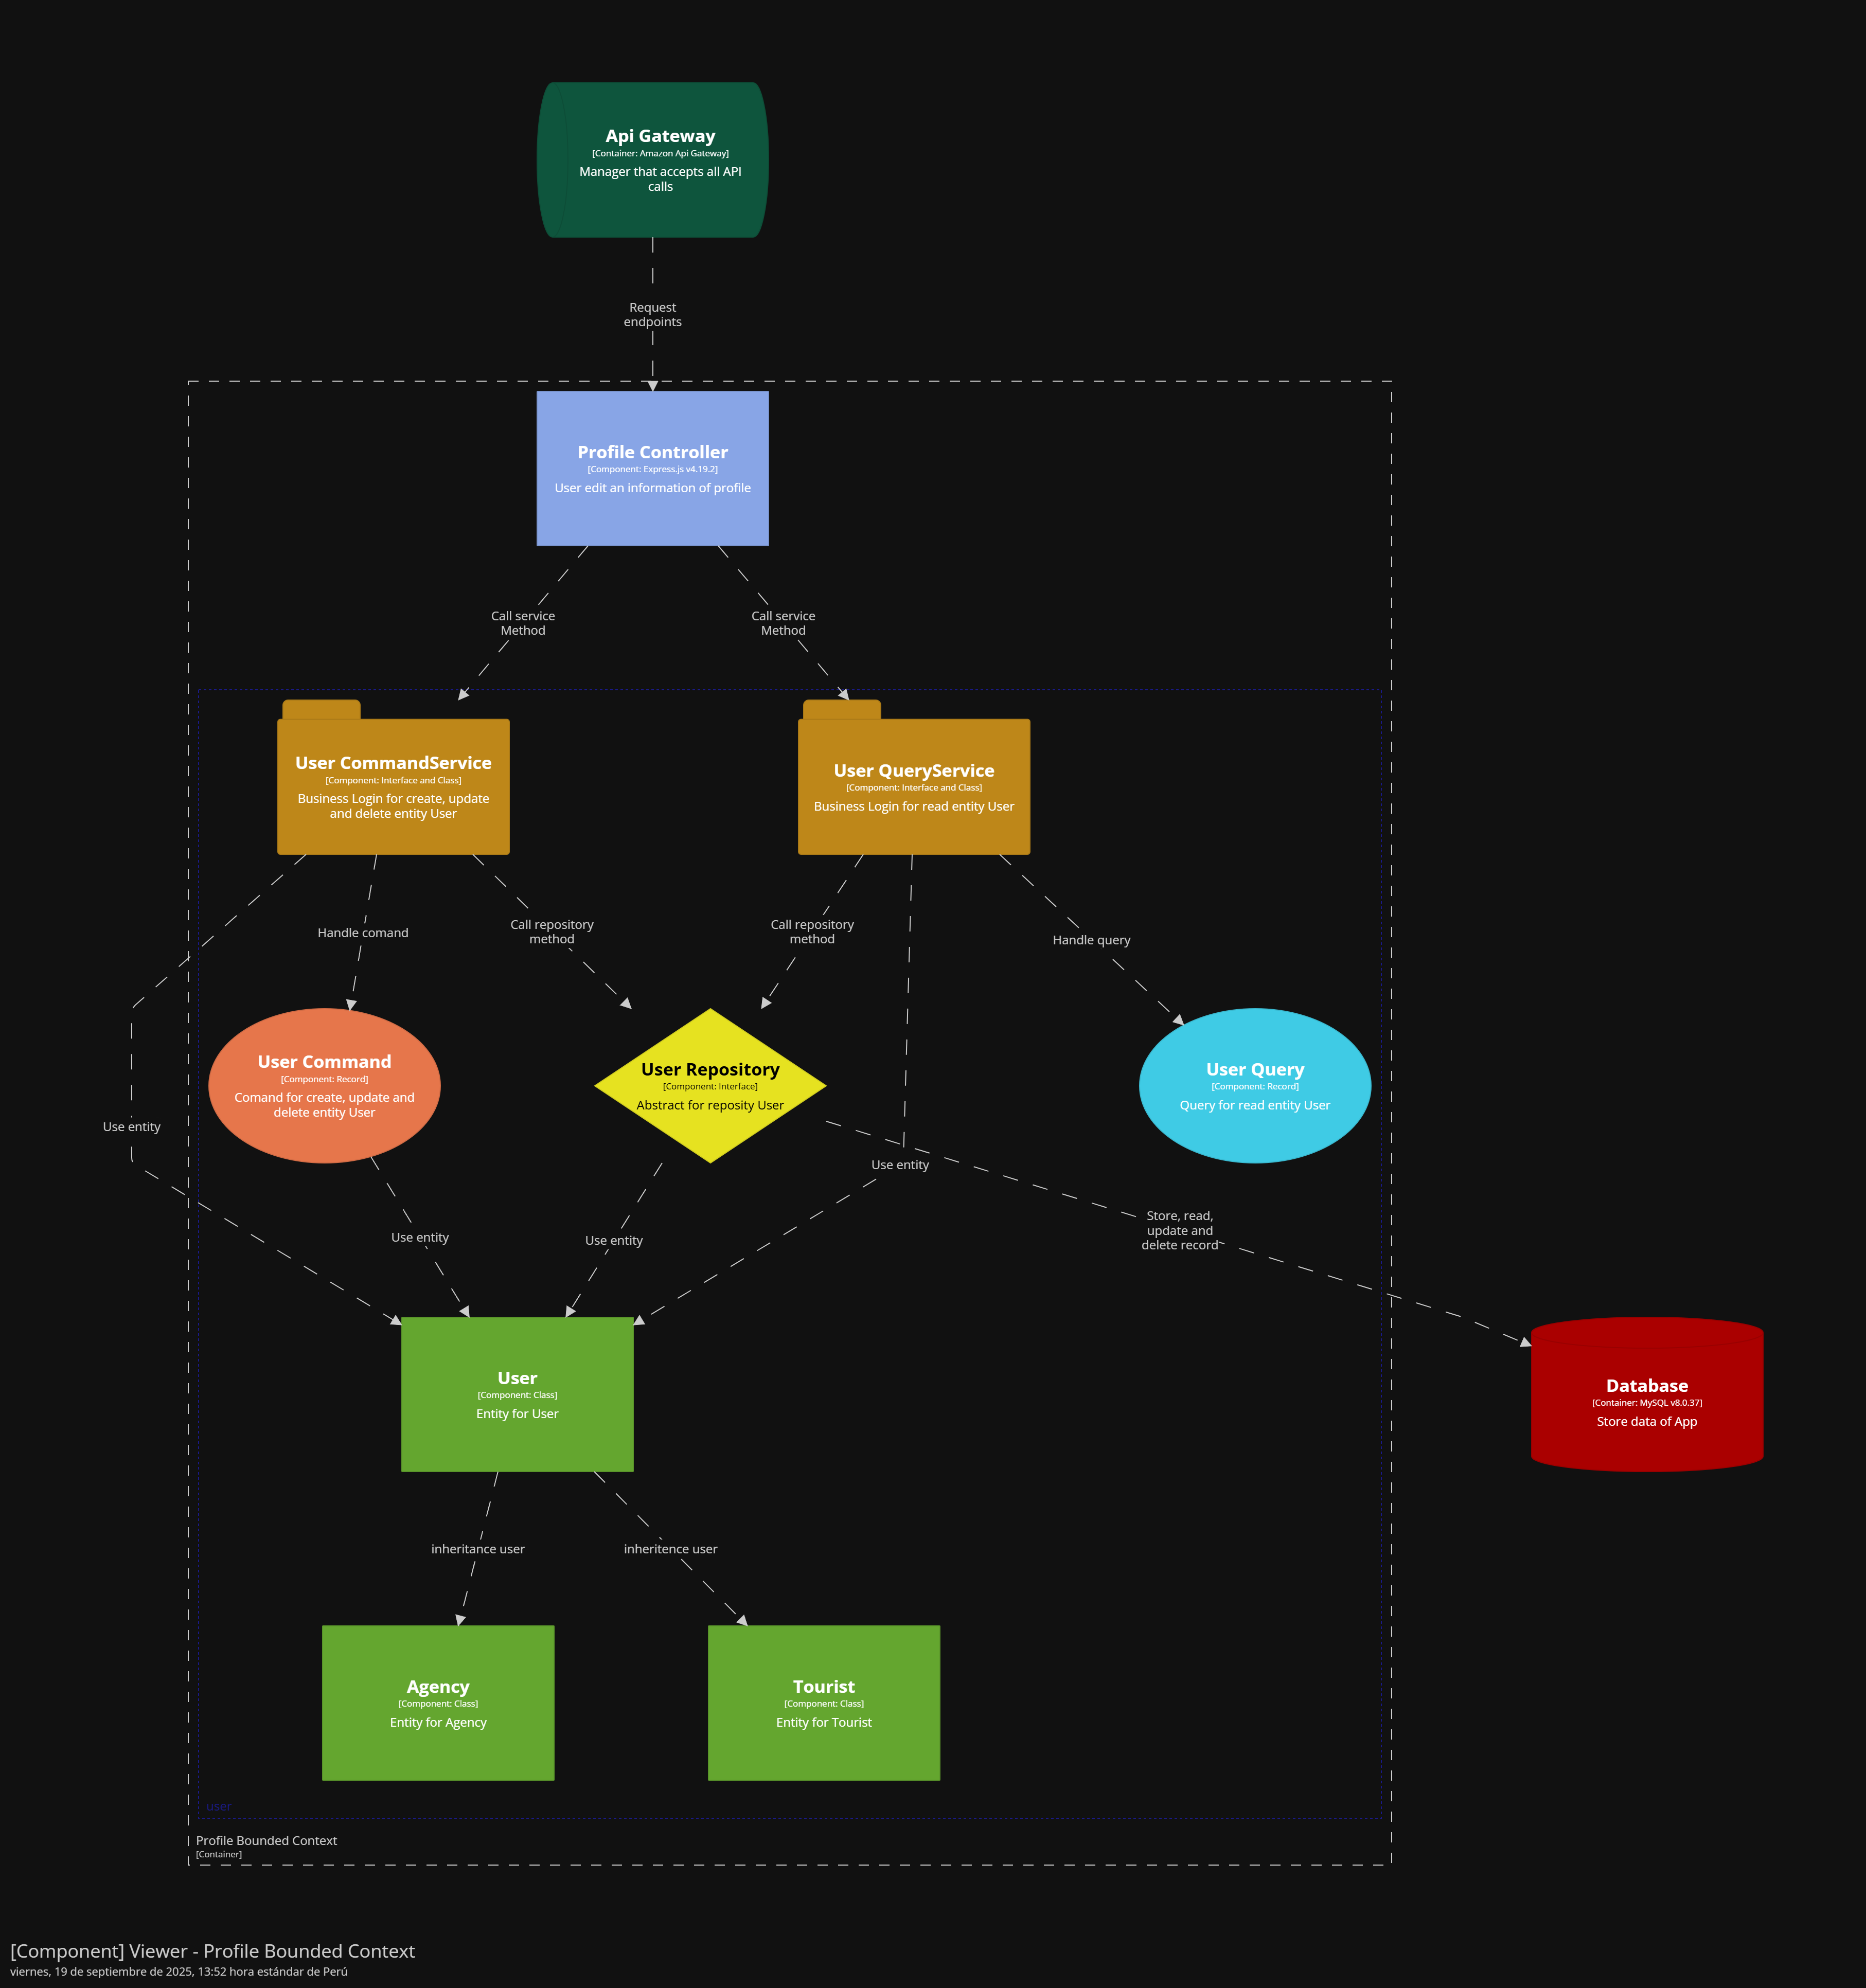 Api Gateway
[Container: Amazon Api Gateway]
Manager that accepts all API
calls
Request
endpoints
Profile Controller
[Component: Express.js v4.19.2]
User edit an information of profile
Call service
Method
Call service
Method
User CommandService
[Component: Interface and Class]
Business Login for create, update
and delete entity User
User QueryService
[Component: Interface and Class]
Business Login for read entity User
Handle comand
Call repository
method
Call repository
method
Handle query
User Command
[Component: Record]
Comand for create, update and
delete entity User
User Repository
[Component: Interface]
Abstract for reposity User
User Query
[Component: Record]
Query for read entity User
Use entity
Use entity
Use entity
Use entity
Store, read,
update and
delete record
User
[Component: Class]
Entity for User
Database
[Container: MySQL v8.0.37]
Store data of App
inheritance user
inheritence user
Agency
[Component: Class]
Entity for Agency
Tourist
[Component: Class]
Entity for Tourist
user
Profile Bounded Context
[Container]
[Component] Viewer - Profile Bounded Context
viernes, 19 de septiembre de 2025, 13:52 hora estándar de Perú